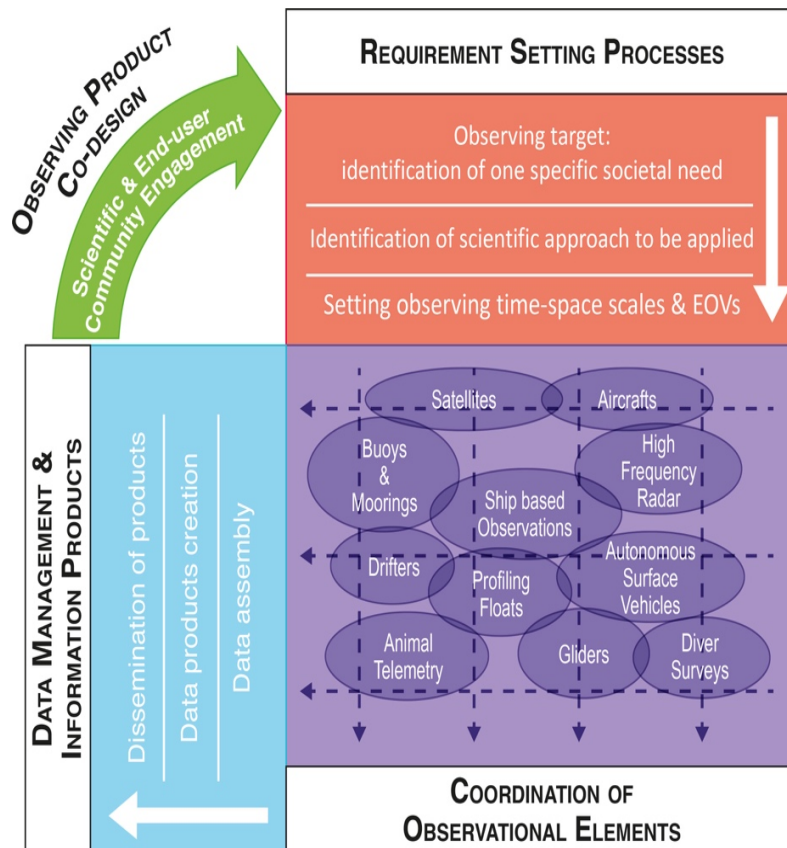 OBSERVING PRODUCT
CO-DESIGN
Scientific & End-user
Community Engagement
REQUIREMENT SETTING PROCESSES
Observing target:
identification of one specific societal need
Identification of scientific approach to be applied
Setting observing time-space scales & EOVs
Satellites
Aircrafts
Buoys
&
Moorings
High
Frequency
Radar
Ship based
Observations
Drifters
Profiling
Floats
Autonomous
Surface
Vehicles
Animal
Telemetry
Gliders
Diver
Surveys
COORDINATION OF
OBSERVATIONAL ELEMENTS
Data assembly
Data products creation
Dissemination of products
DATA MANAGEMENT &
INFORMATION PRODUCTS